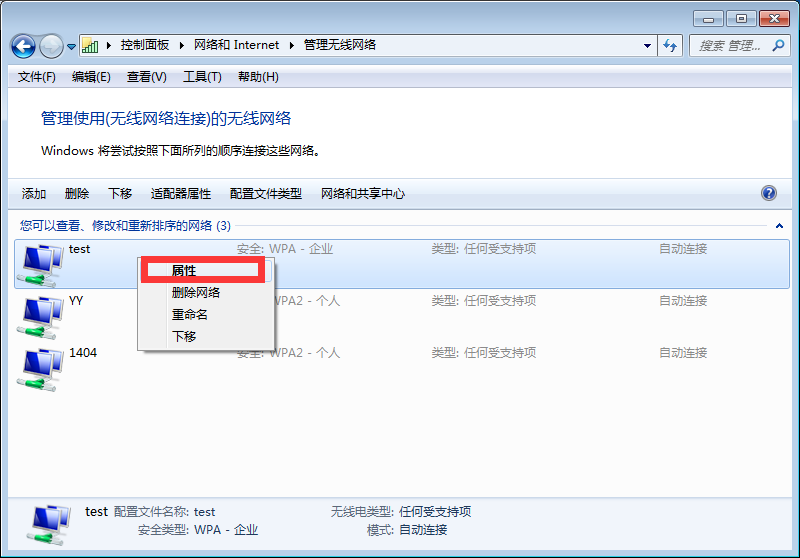 控制面板 网络和 Internet 管理无线网络 搜索 管理...
文件(F) 编辑(E) 查看(V) 工具(T) 帮助(H)
管理使用(无线网络连接)的无线网络
Windows 将尝试按照下面所列的顺序连接这些网络。
添加 删除 下移 适配器属性 配置文件类型 网络和共享中心
您可以查看、修改和重新排序的网络 (3)
test 安全: WPA - 企业 类型: 任何受支持项 自动连接
属性
删除网络
YY WPA2 - 个人 类型: 任何受支持项 自动连接
重命名
下移
1404 安全: WPA2 - 个人 类型: 任何受支持项 自动连接
test 配置文件名称: test 无线电类型: 任何受支持项
安全类型: WPA - 企业 模式: 自动连接